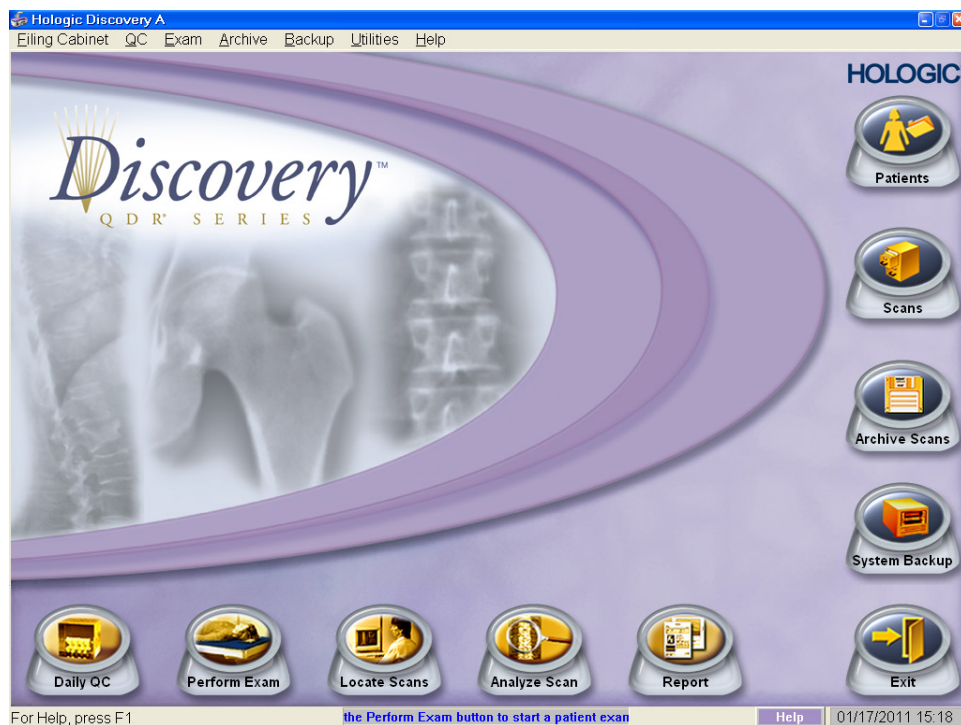 Hologic Discovery A
Filing Cabinet QC Exam Archive Backup Utilities Help
HOLOGIC
Discovery™
QDR® SERIES
Patients
Scans
Archive Scans
System Backup
Daily QC Perform Exam Locate Scans Analyze Scan Report Exit
For Help, press F1 the Perform Exam button to start a patient exan Help 01/17/2011 15:18